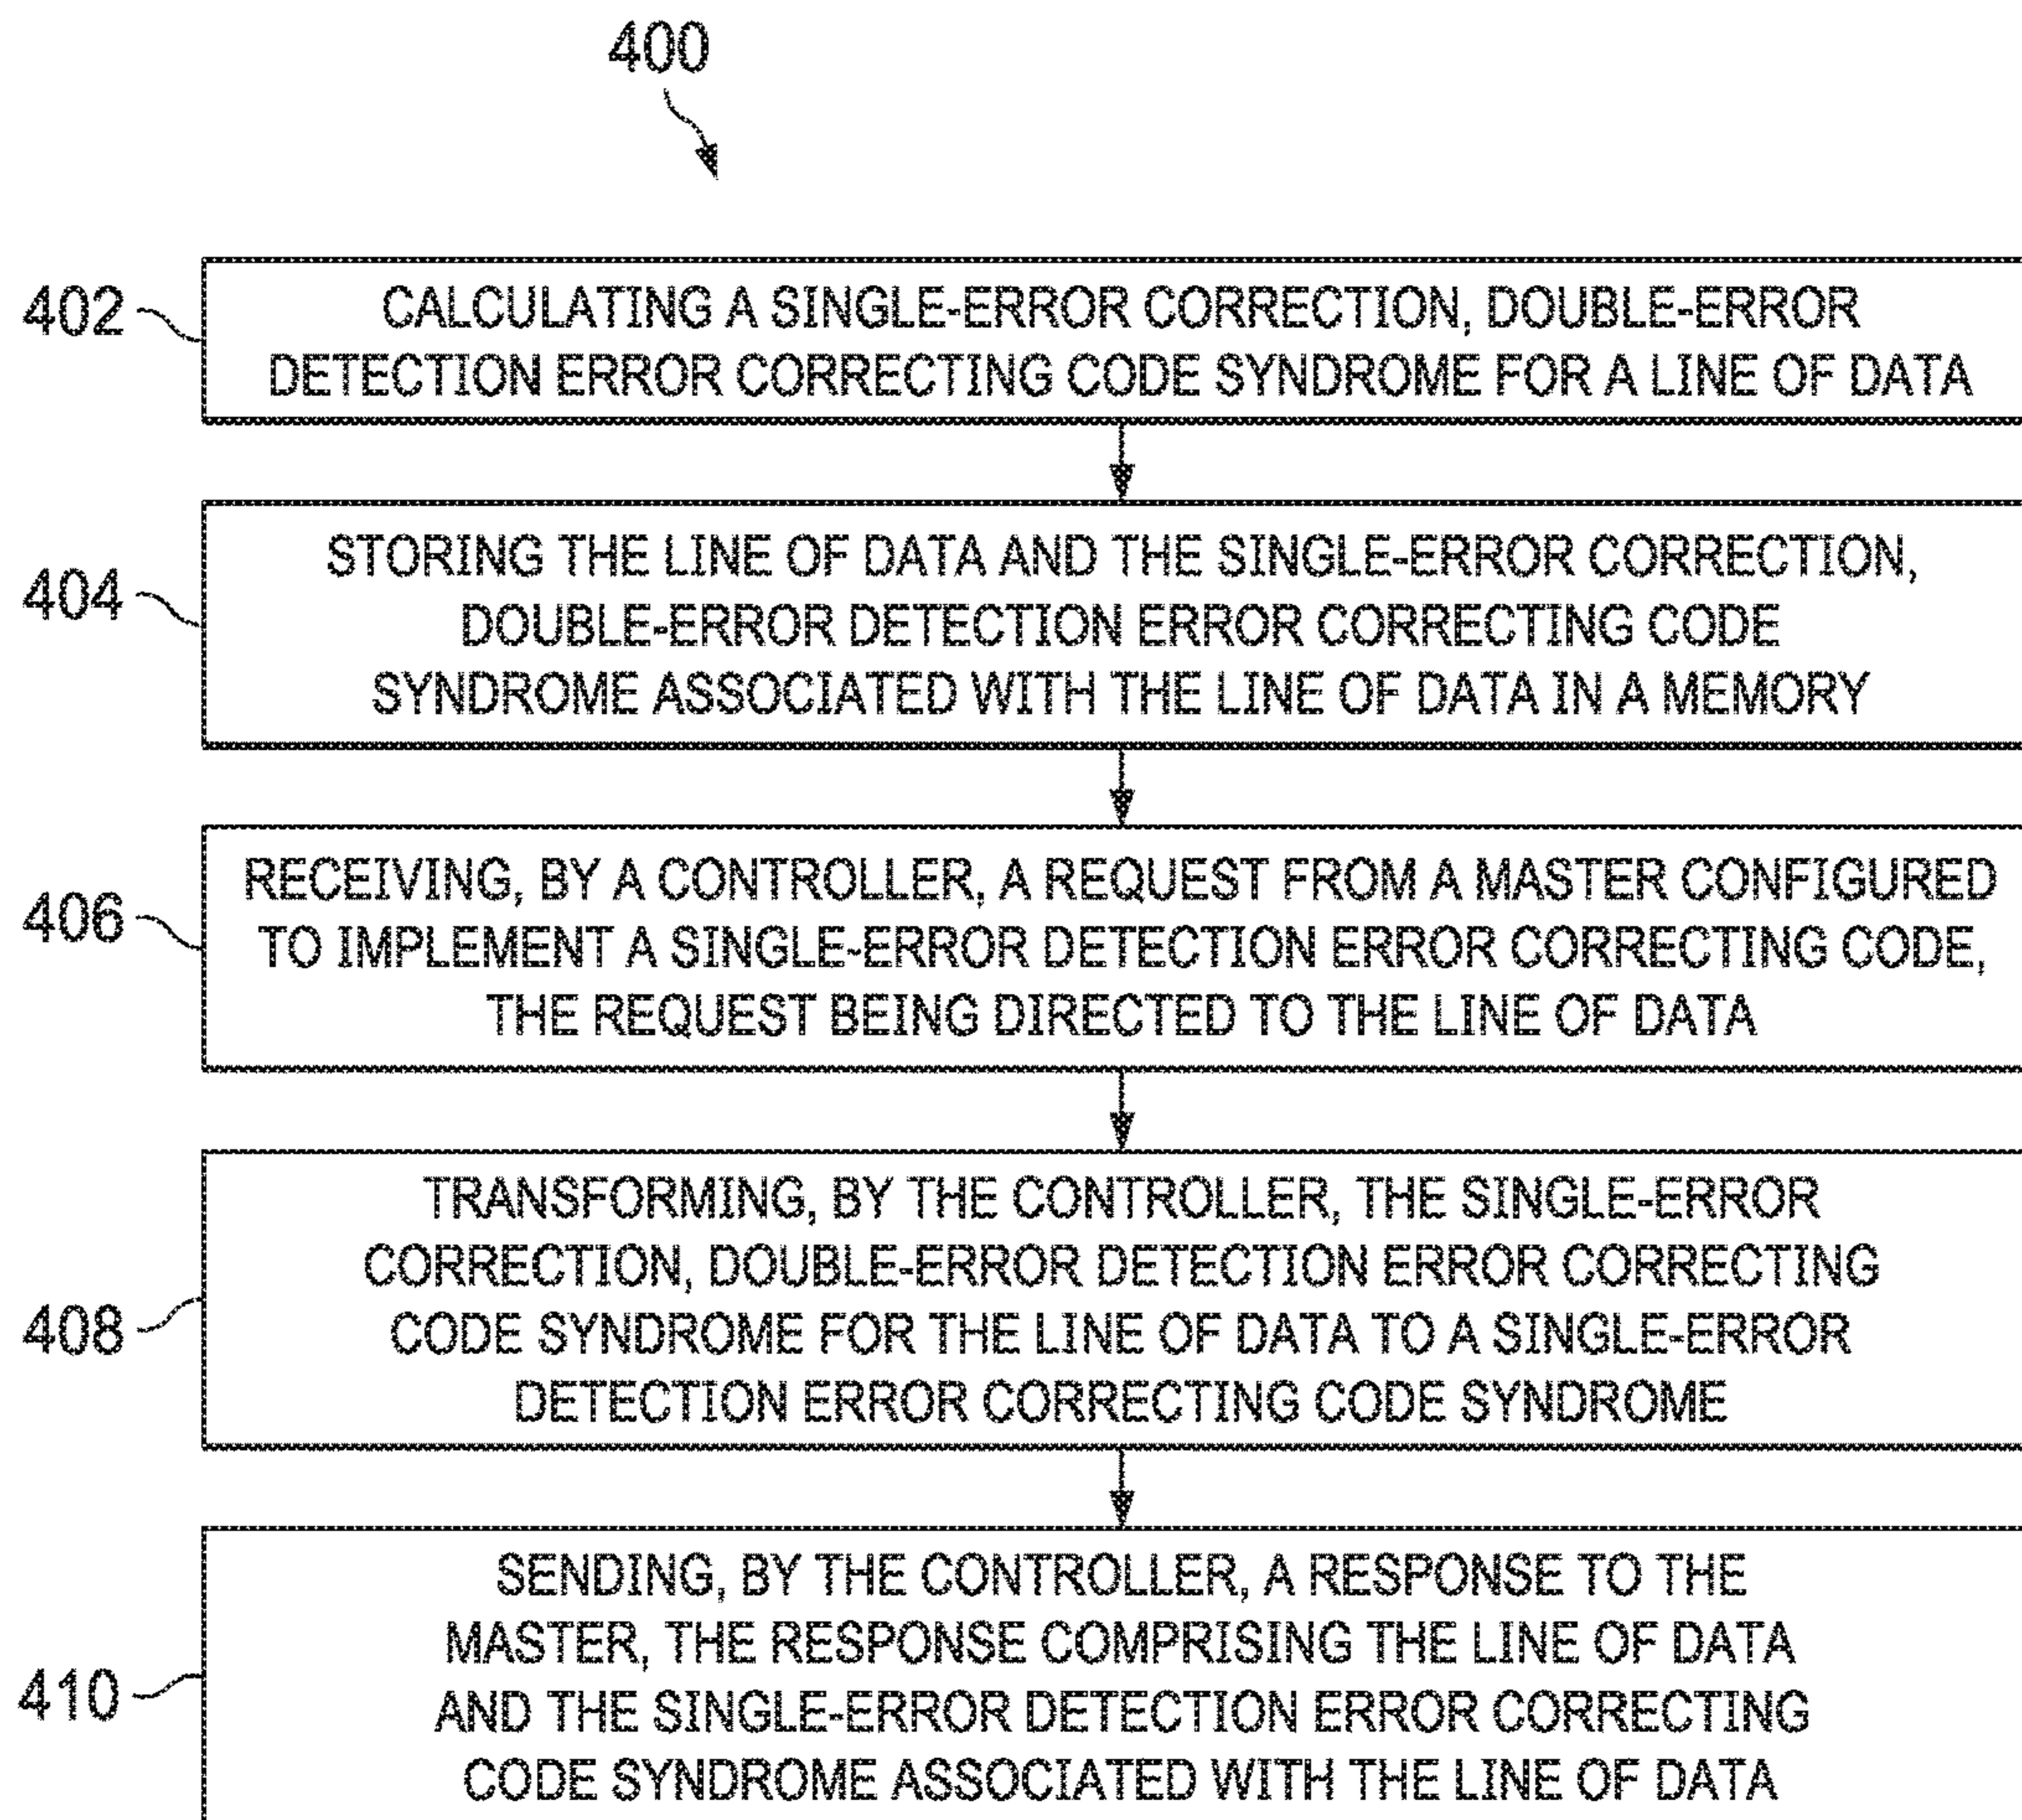 400
402
CALCULATING A SINGLE-ERROR CORRECTION, DOUBLE-ERROR
DETECTION ERROR CORRECTING CODE SYNDROME FOR A LINE OF DATA
404
STORING THE LINE OF DATA AND THE SINGLE-ERROR CORRECTION,
DOUBLE-ERROR DETECTION ERROR CORRECTING CODE
SYNDROME ASSOCIATED WITH THE LINE OF DATA IN A MEMORY
406
RECEIVING, BY A CONTROLLER, A REQUEST FROM A MASTER CONFIGURED
TO IMPLEMENT A SINGLE-ERROR DETECTION ERROR CORRECTING CODE,
THE REQUEST BEING DIRECTED TO THE LINE OF DATA
408
TRANSFORMING, BY THE CONTROLLER, THE SINGLE-ERROR
CORRECTION, DOUBLE-ERROR DETECTION ERROR CORRECTING
CODE SYNDROME FOR THE LINE OF DATA TO A SINGLE-ERROR
DETECTION ERROR CORRECTING CODE SYNDROME
410
SENDING, BY THE CONTROLLER, A RESPONSE TO THE
MASTER, THE RESPONSE COMPRISING THE LINE OF DATA
AND THE SINGLE-ERROR DETECTION ERROR CORRECTING
CODE SYNDROME ASSOCIATED WITH THE LINE OF DATA